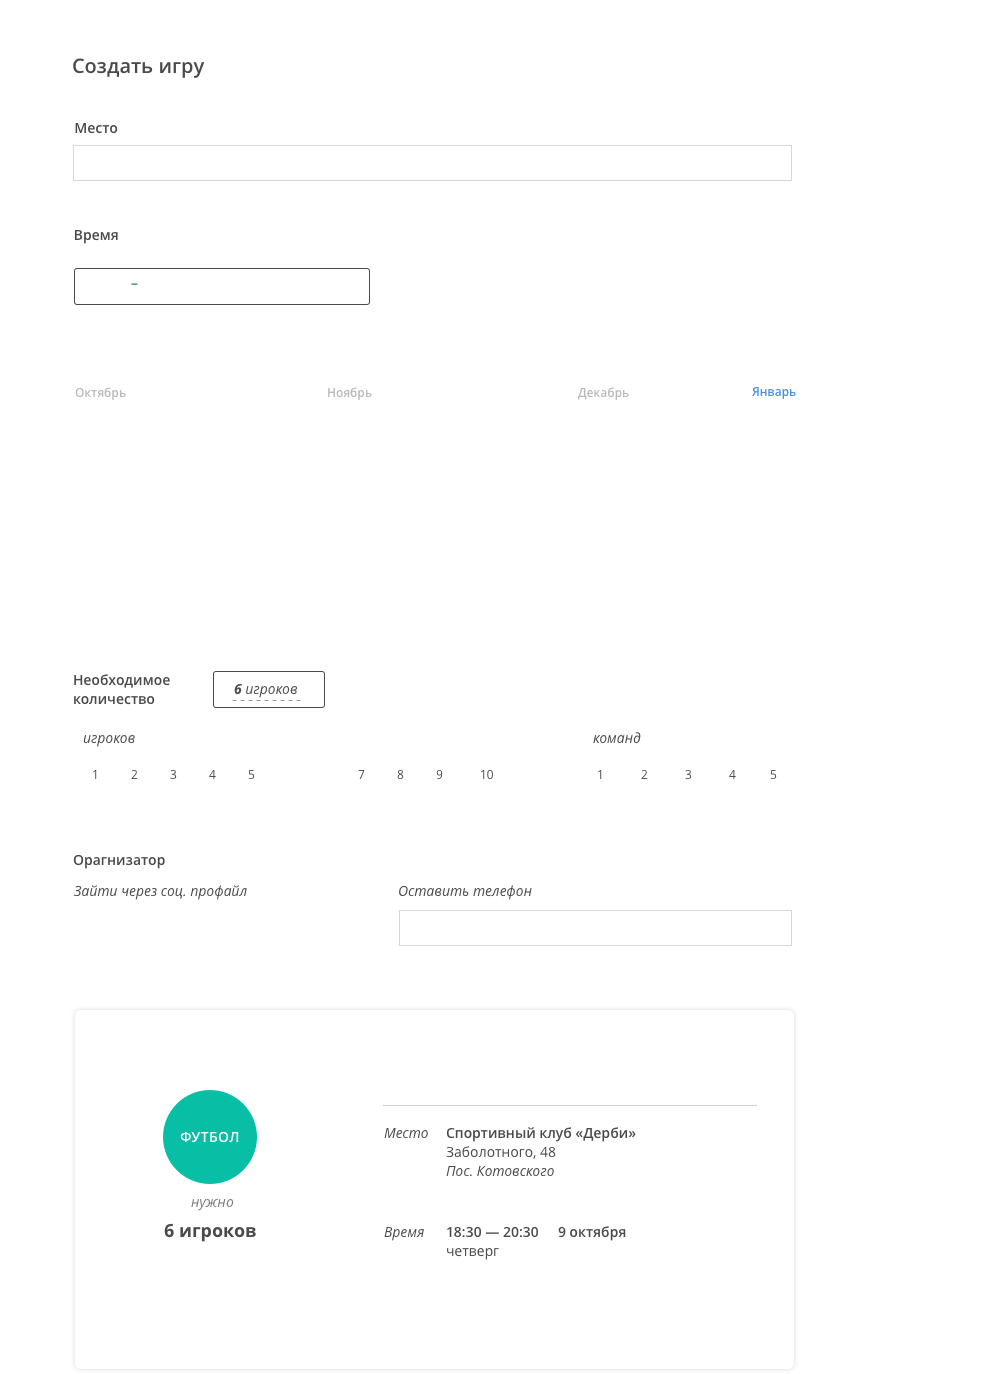 Создать игру
Место
Время
–
Октябрь Ноябрь Декабрь Январь
Необходимое
количество
6 игроков
игроков команд
1 2 3 4 5 7 8 9 10 1 2 3 4 5
Орагнизатор
Зайти через соц. профайл Оставить телефон
ФУТБОЛ
нужно
6 игроков
Место Спортивный клуб «Дерби»
Заболотного, 48
Пос. Котовского
Время 18:30 — 20:30 9 октября
четверг